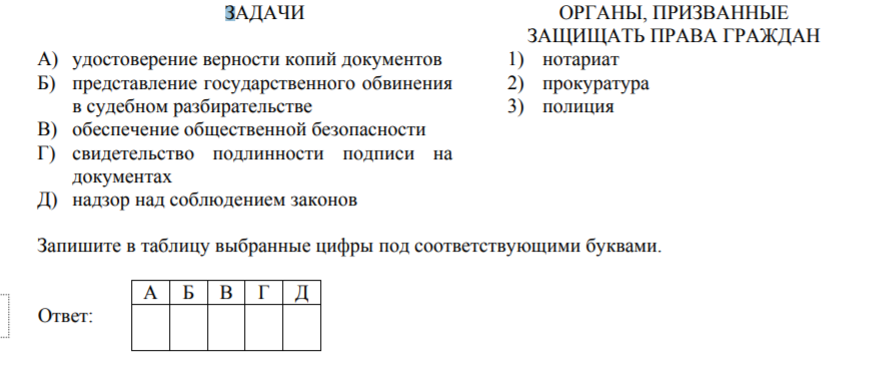 ЗАДАЧИ
ОРГАНЫ, ПРИЗВАННЫЕ
ЗАЩИЩАТЬ ПРАВА ГРАЖДАН
А) удостоверение верности копий документов
Б) представление государственного обвинения
в судебном разбирательстве
В) обеспечение общественной безопасности
Г) свидетельство подлинности подписи на
документах
Д) надзор над соблюдением законов
1) нотариат
2) прокуратура
3) полиция
Запишите в таблицу выбранные цифры под соответствующими буквами.
Ответ:
А Б В Г Д